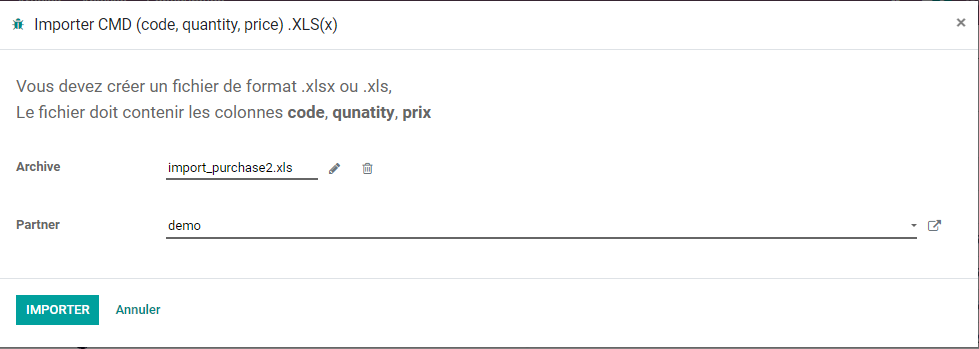 Importer CMD (code, quantity, price) .XLS(x)
Vous devez créer un fichier de format .xlsx ou .xls,
Le fichier doit contenir les colonnes code, qunatity, prix
Archive import_purchase2.xls
Partner demo
IMPORTER Annuler